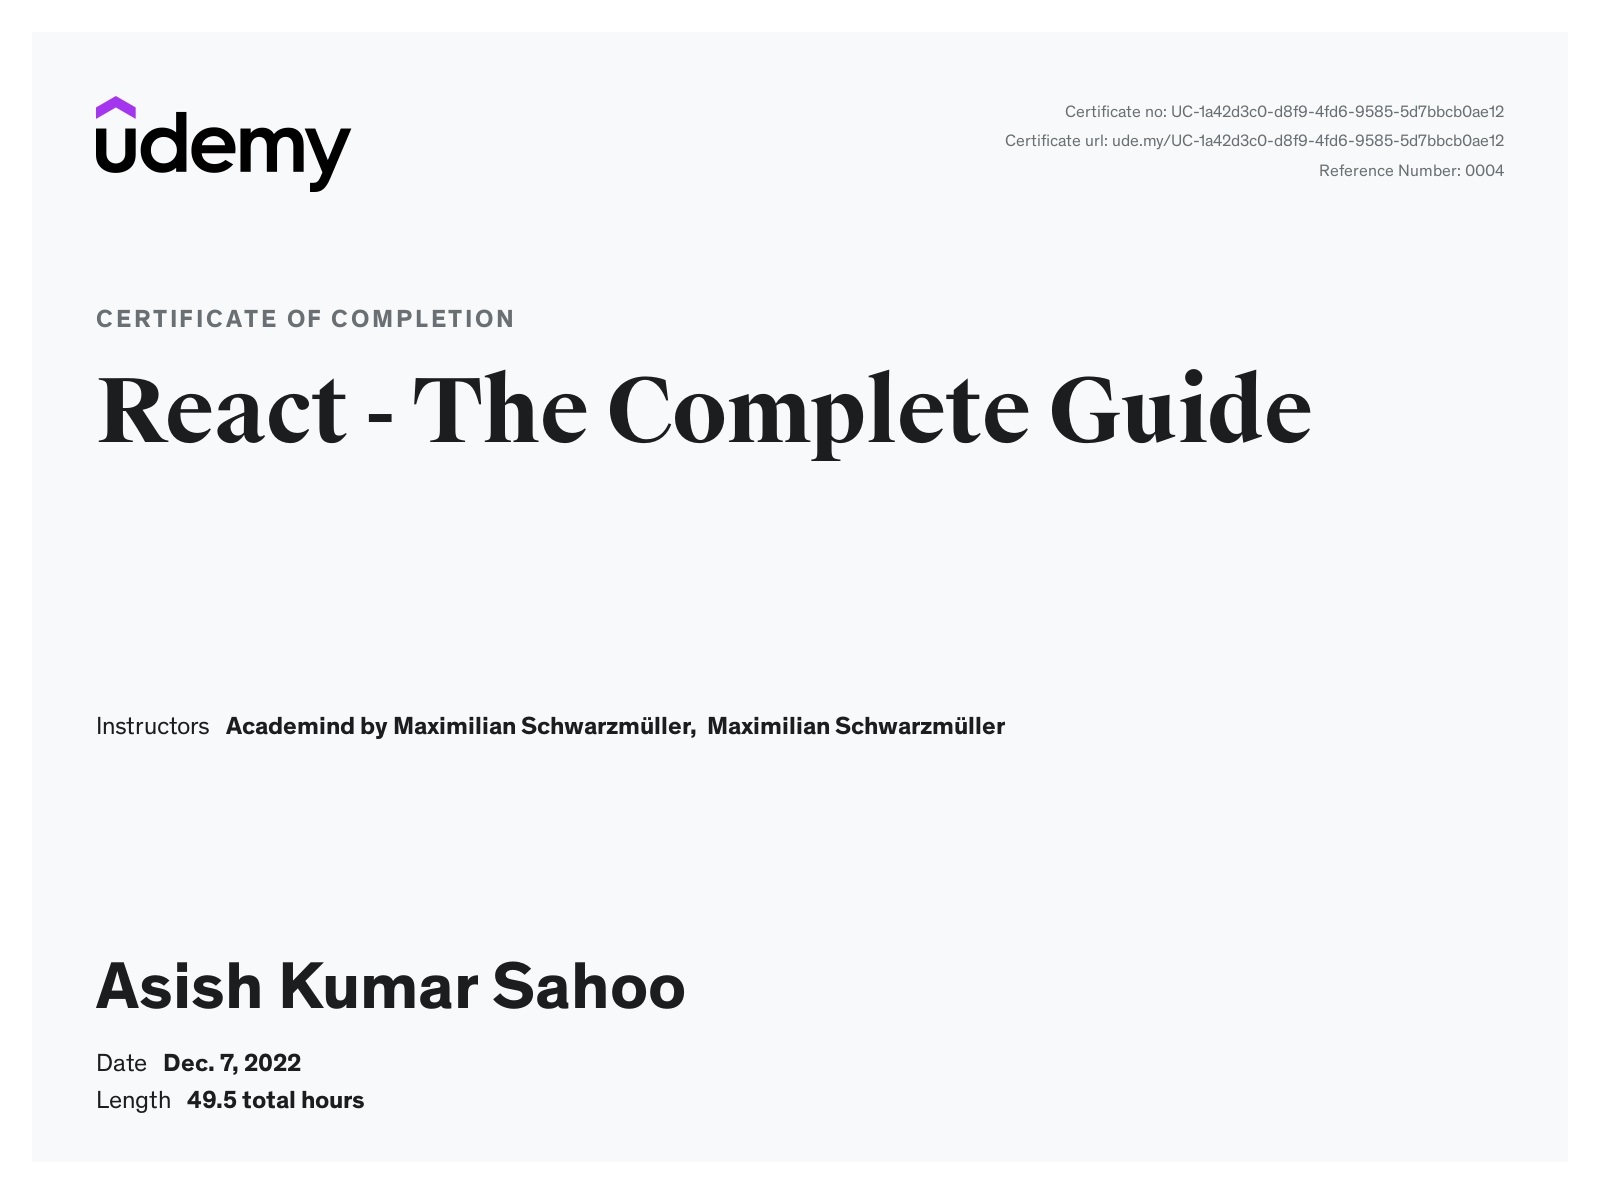 udemy
Certificate no: UC-1a42d3c0-d8f9-4fd6-9585-5d7bbcb0ae12
Certificate url: ude.my/UC-1a42d3c0-d8f9-4fd6-9585-5d7bbcb0ae12
Reference Number: 0004
CERTIFICATE OF COMPLETION
React - The Complete Guide
Instructors Academind by Maximilian Schwarzmüller, Maximilian Schwarzmüller
Asish Kumar Sahoo
Date Dec. 7, 2022
Length 49.5 total hours